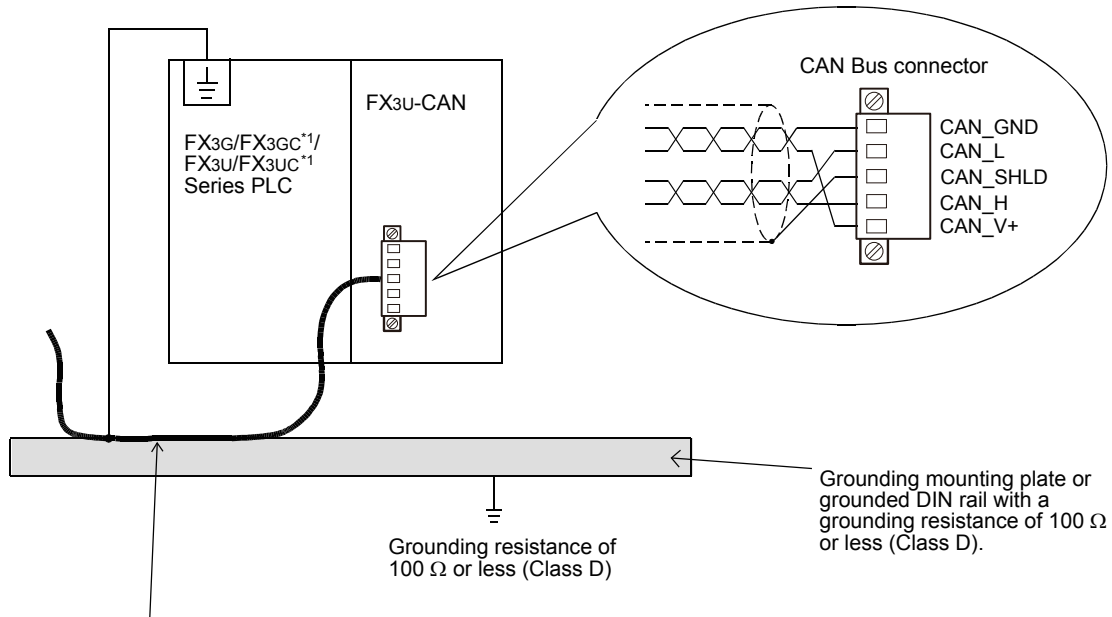 FX3U-CAN
FX3G/FX3GC*1/
FX3U/FX3UC*1
Series PLC
CAN Bus connector
CAN_GND
CAN_L
CAN_SHLD
CAN_H
CAN_V+
Grounding resistance of
100 Ω or less (Class D)
Grounding mounting plate or
grounded DIN rail with a
grounding resistance of 100 Ω
or less (Class D).